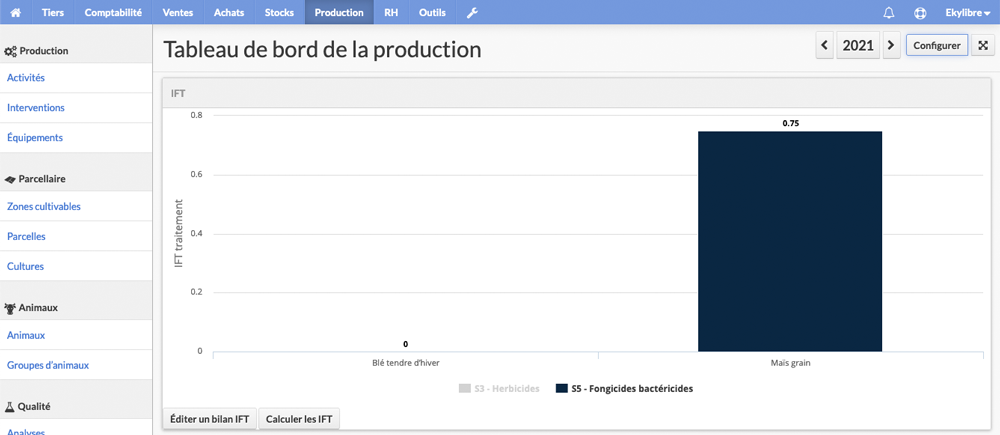 Tiers Comptabilité Ventes Achats Stocks Production RH Outils Ekylibre
Production
Activités
Interventions
Équipements
Parcellaire
Zones cultivables
Parcelles
Cultures
Animaux
Animaux
Groupes d'animaux
Qualité
Analyses
Tableau de bord de la production
2021 Configurer
IFT
0.8
0.6
0.4
0.2
0
IFT traitement
0.75
0
Blé tendre d'hiver Maïs grain
S3 - Herbicides S5 - Fongicides bactéricides
Éditer un bilan IFT Calculer les IFT